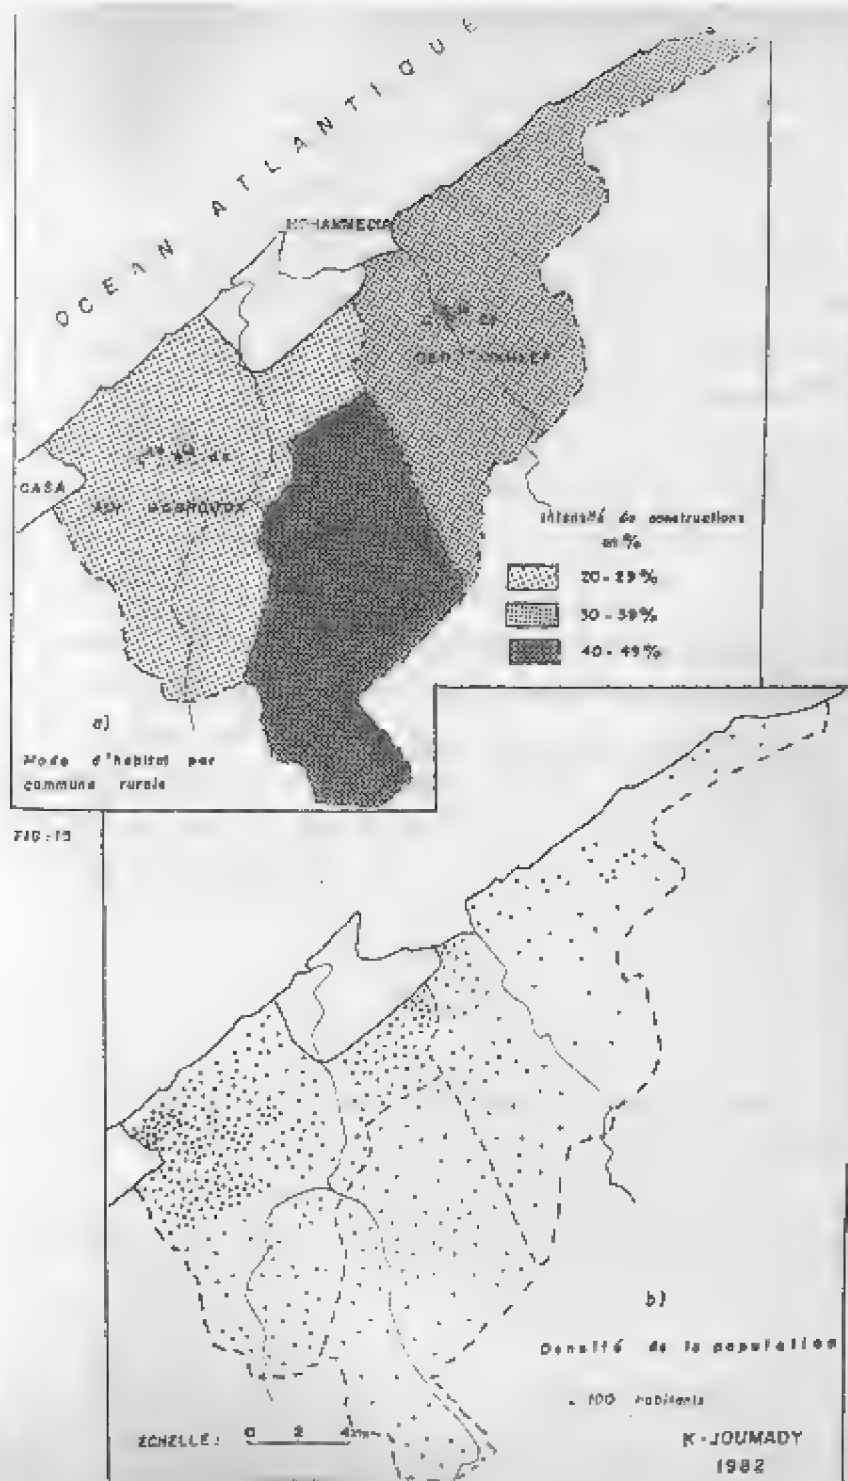 OCEAN ATLANTIQUE
MOHAMMEDIA
CASA
Intensité de constructions
en %
20-29%
30-39%
40-49%
a)
Mode d'habitat par
commune rurale
FIG:15
b)
Densité de la population
. 100 habitants
ECHELLE: 0 2 4km
K-JOUMADY
1982